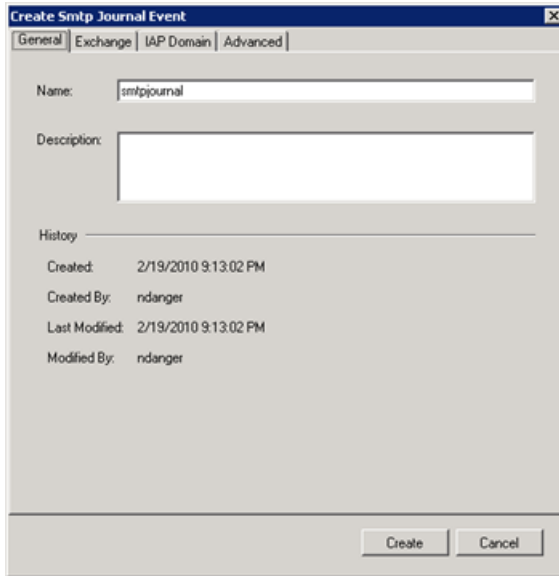 Create Smtp Journal Event
General Exchange IAP Domain Advanced
Name: smtpjournal
Description:
History
Created: 2/19/2010 9:13:02 PM
Created By: ndanger
Last Modified: 2/19/2010 9:13:02 PM
Modified By: ndanger
Create Cancel